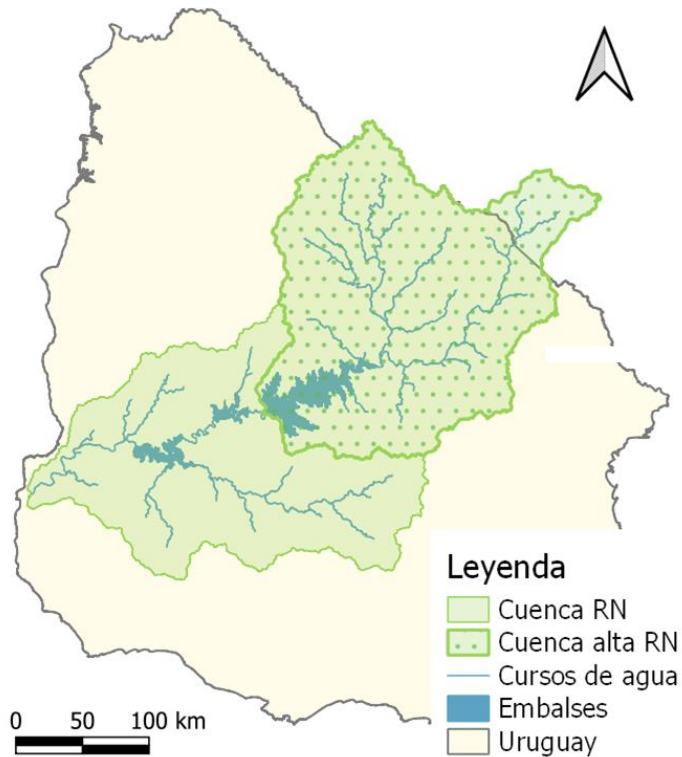 Leyenda
Cuenca RN
Cuenca alta RN
Cursos de agua
Embalses
Uruguay
0 50 100 km